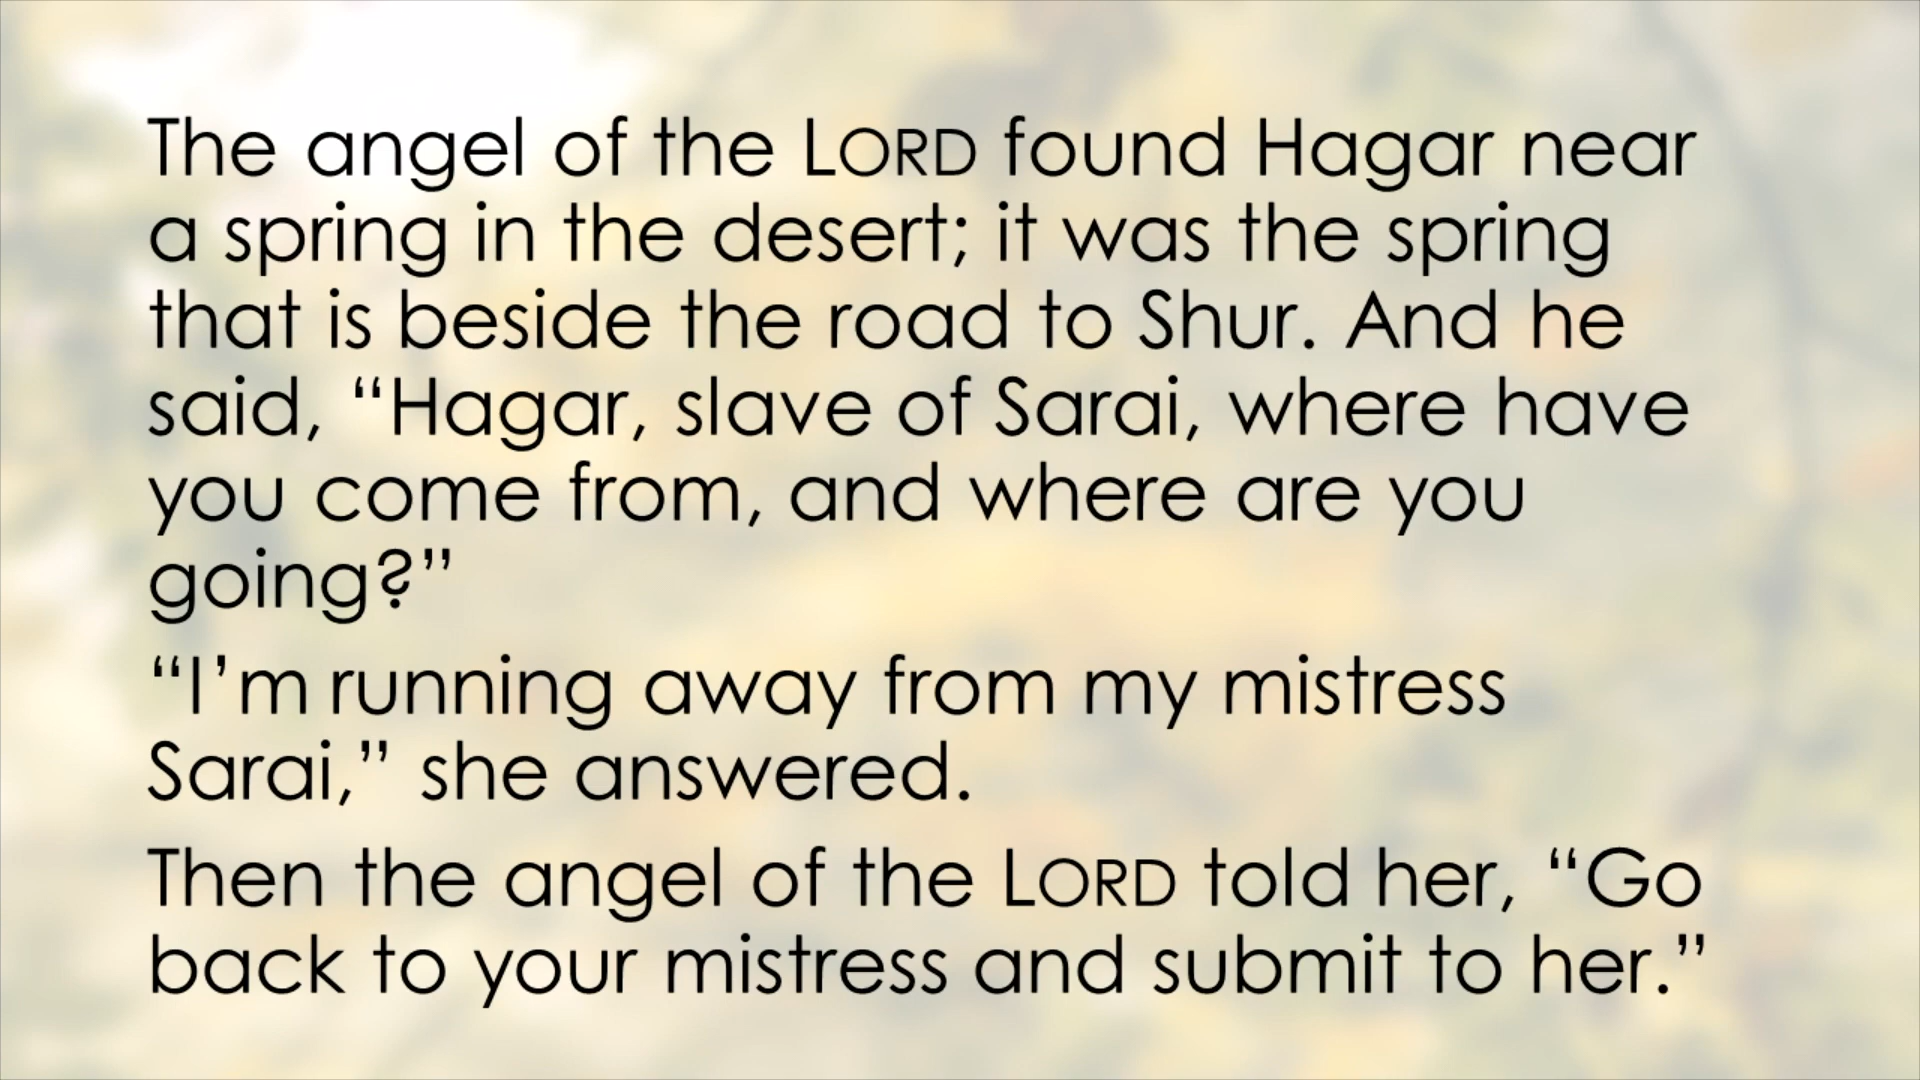 The angel of the LORD found Hagar near
a spring in the desert; it was the spring
that is beside the road to Shur. And he
said, “Hagar, slave of Sarai, where have
you come from, and where are you
going?”
“I’m running away from my mistress
Sarai,” she answered.
Then the angel of the LORD told her, “Go
back to your mistress and submit to her.”